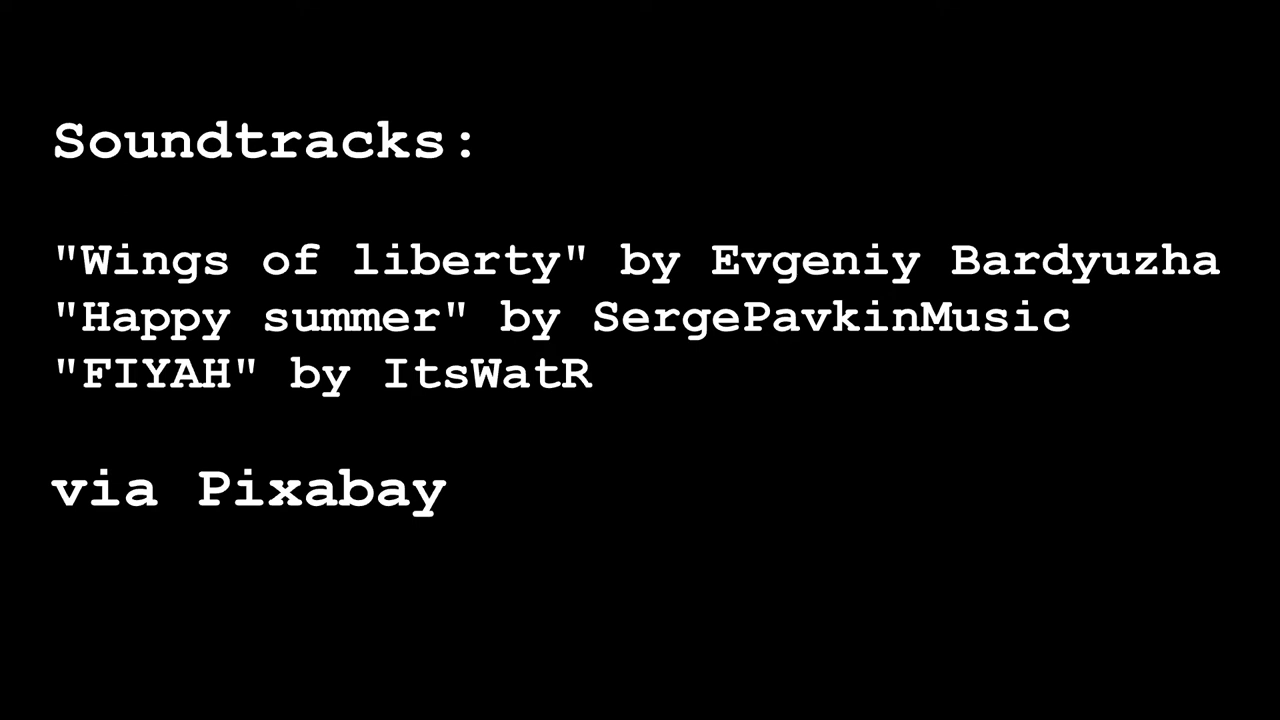 Soundtracks:
"Wings of liberty" by Evgeniy Bardyuzha
"Happy summer" by SergePavkinMusic
"FIYAH" by ItsWatR
via Pixabay